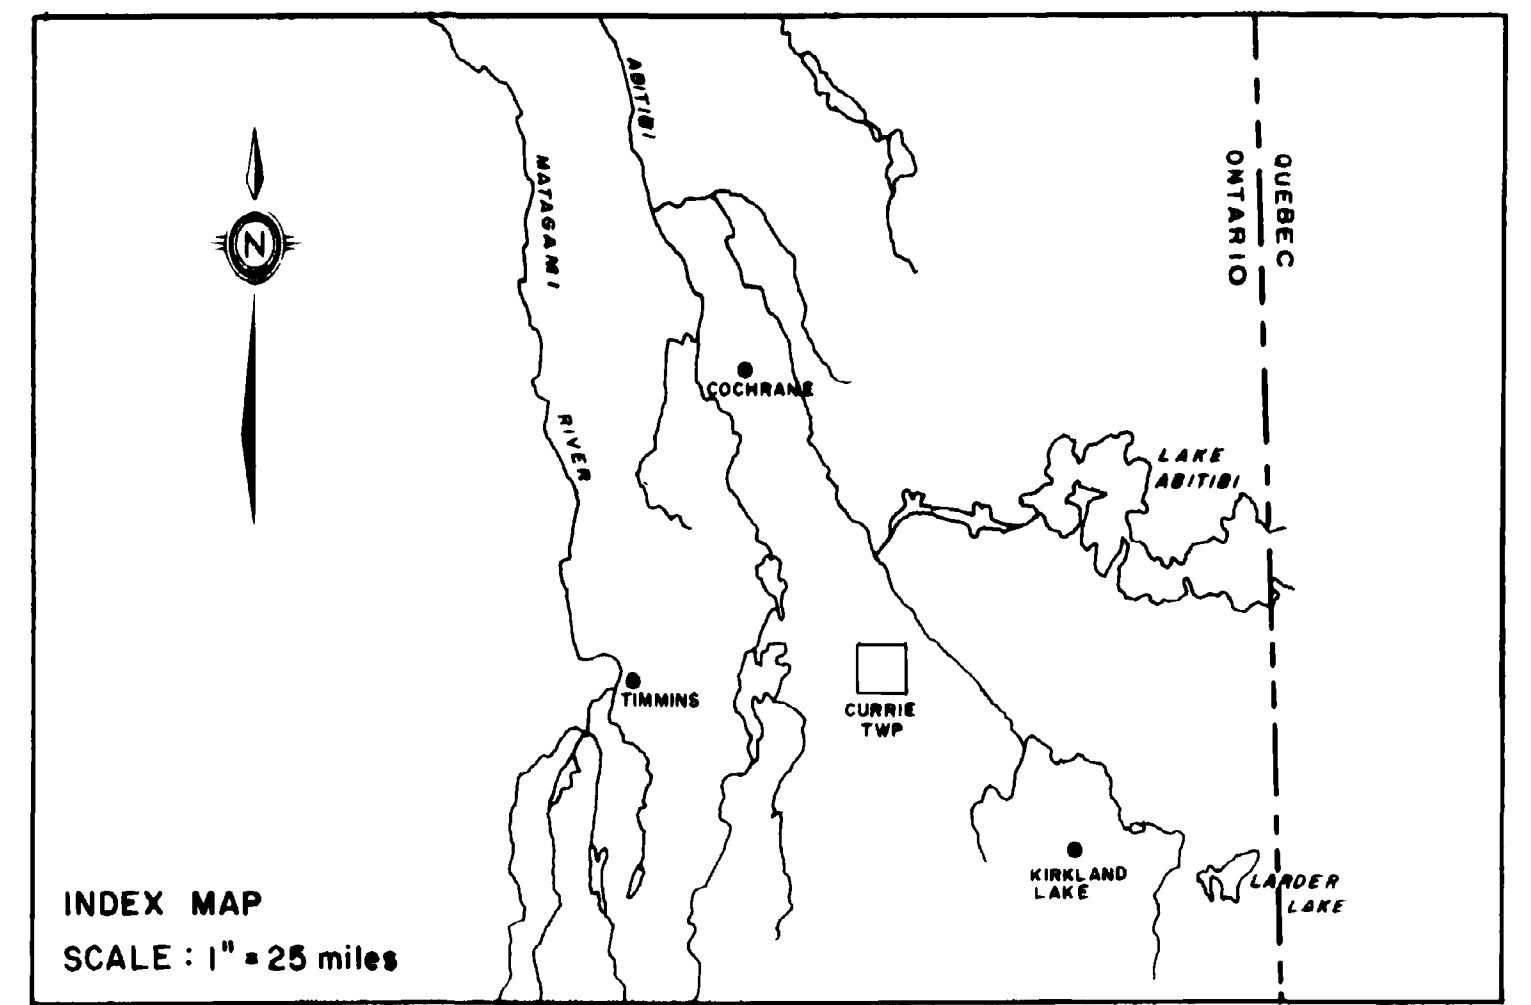 ABITIBI
MATAGAMI
RIVER
QUEBEC
ONTARIO
N
COCHRANE
LAKE
ABITIBI
TIMMINS
CURRIE
TWP
KIRKLAND
LAKE
LARDER
LAKE
INDEX MAP
SCALE : 1" = 25 miles